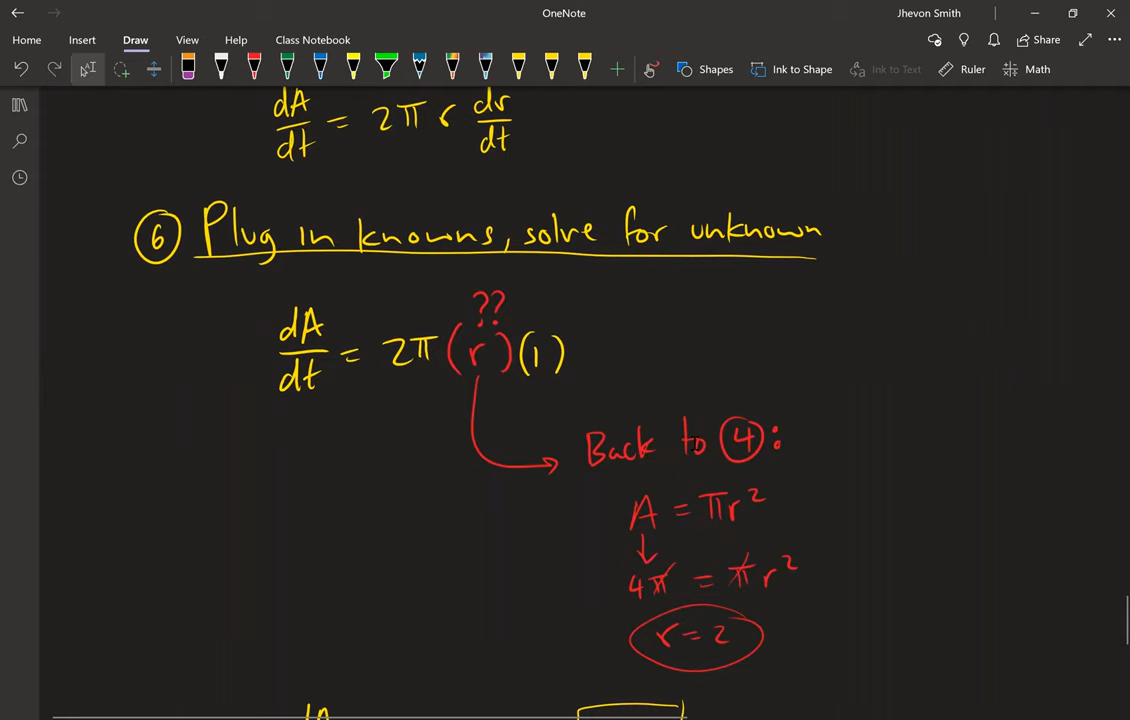 OneNote
Jhevon Smith
Home Insert Draw View Help Class Notebook
Share
Shapes Ink to Shape Ink to Text Ruler Math
dA/dt = 2π r dr/dt
⑥ Plug in knowns, solve for unknown
??
dA/dt = 2π(r)(1)
Back to ④:
A = πr²
↓
4π = πr²
r = 2